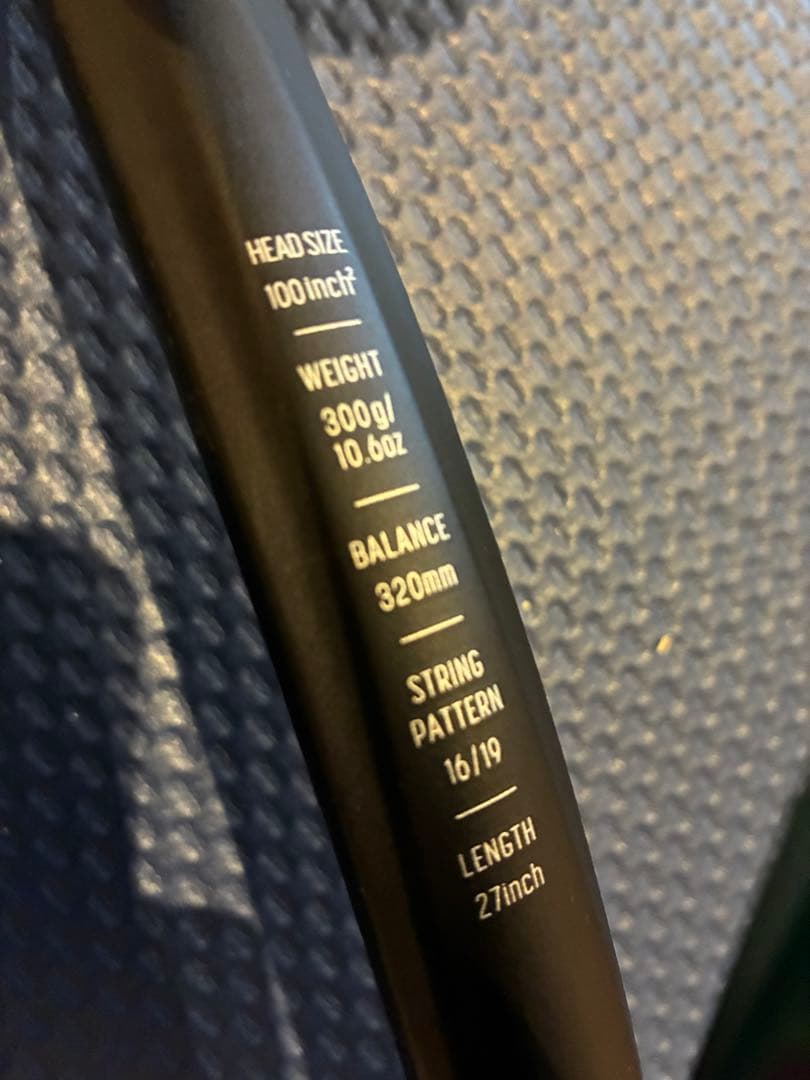 HEAD SIZE
100inch²
WEIGHT
300g/
10.6oz
BALANCE
320mm
STRING
PATTERN
16/19
LENGTH
27inch